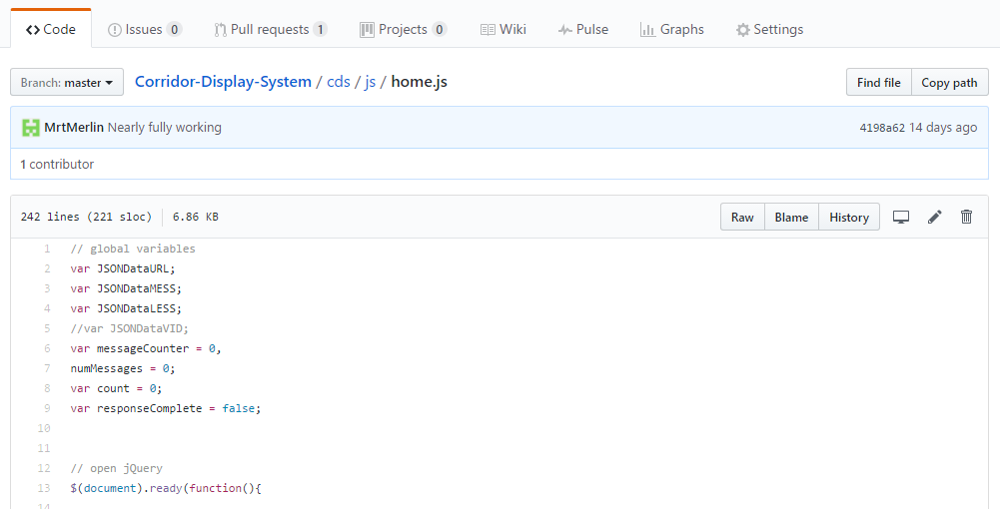 Code Issues 0 Pull requests 1 Projects 0 Wiki Pulse Graphs Settings
Branch: master Corridor-Display-System / cds / js / home.js Find file Copy path
MrtMerlin Nearly fully working 4198a62 14 days ago
1 contributor
242 lines (221 sloc) 6.86 KB Raw Blame History
1 // global variables
2 var JSONDataURL;
3 var JSONDataMESS;
4 var JSONDataLESS;
5 //var JSONDataVID;
6 var messageCounter = 0,
7 numMessages = 0;
8 var count = 0;
9 var responseComplete = false;
10
11
12 // open jQuery
13 $(document).ready(function(){
14